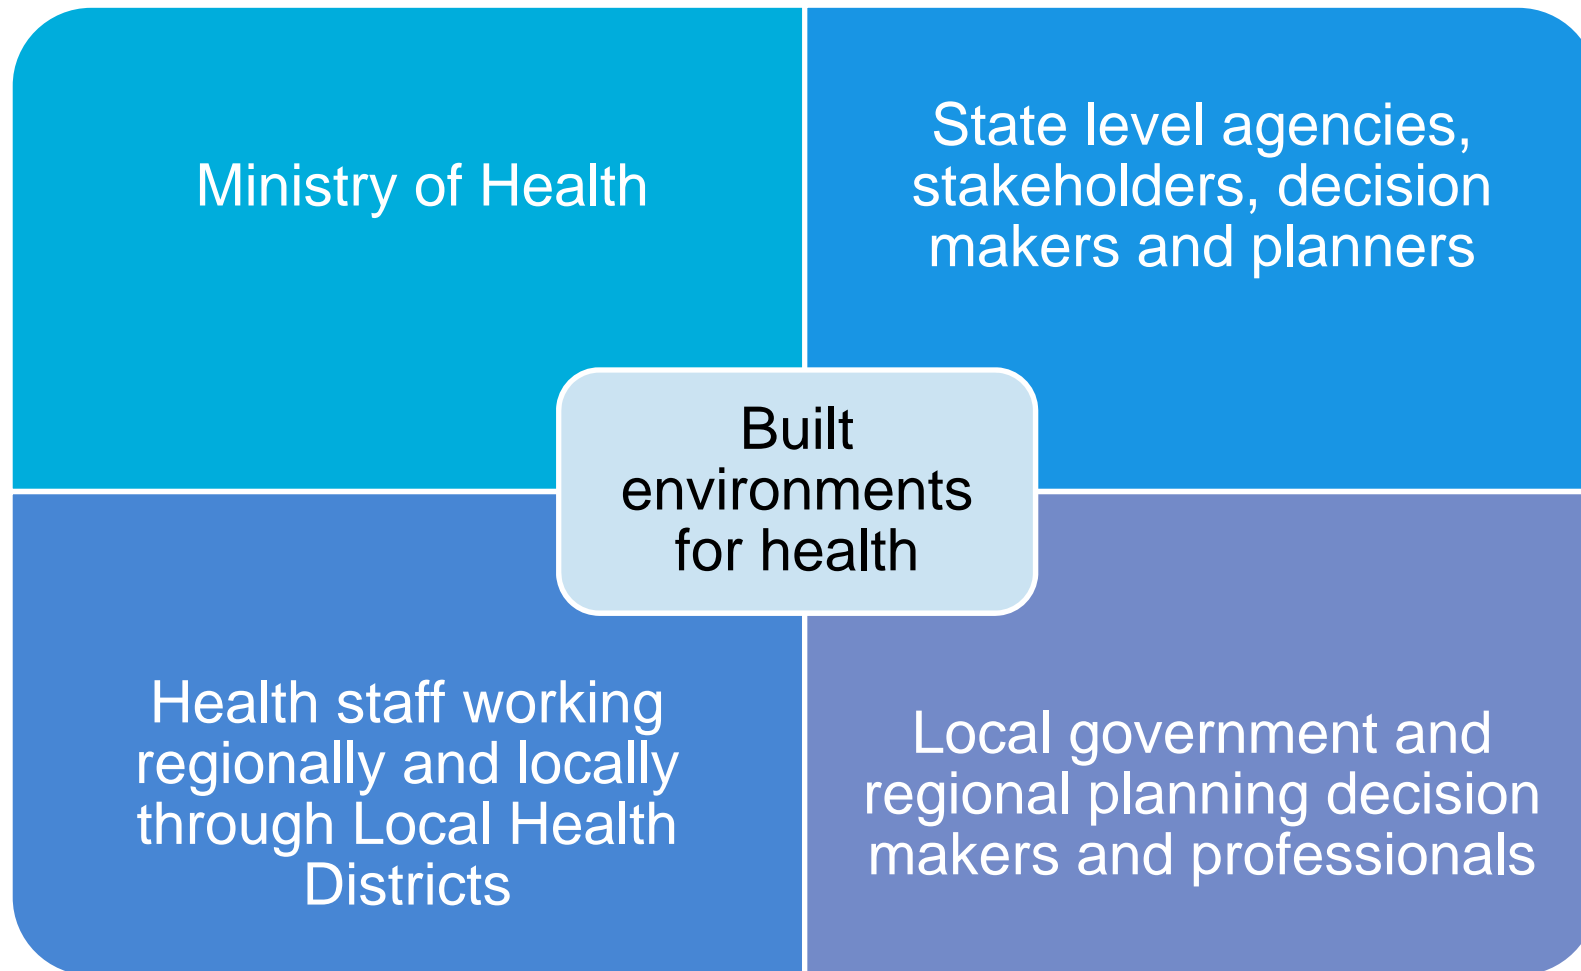 Ministry of Health
State level agencies,
stakeholders, decision
makers and planners
Built
environments
for health
Health staff working
regionally and locally
through Local Health
Districts
Local government and
regional planning decision
makers and professionals